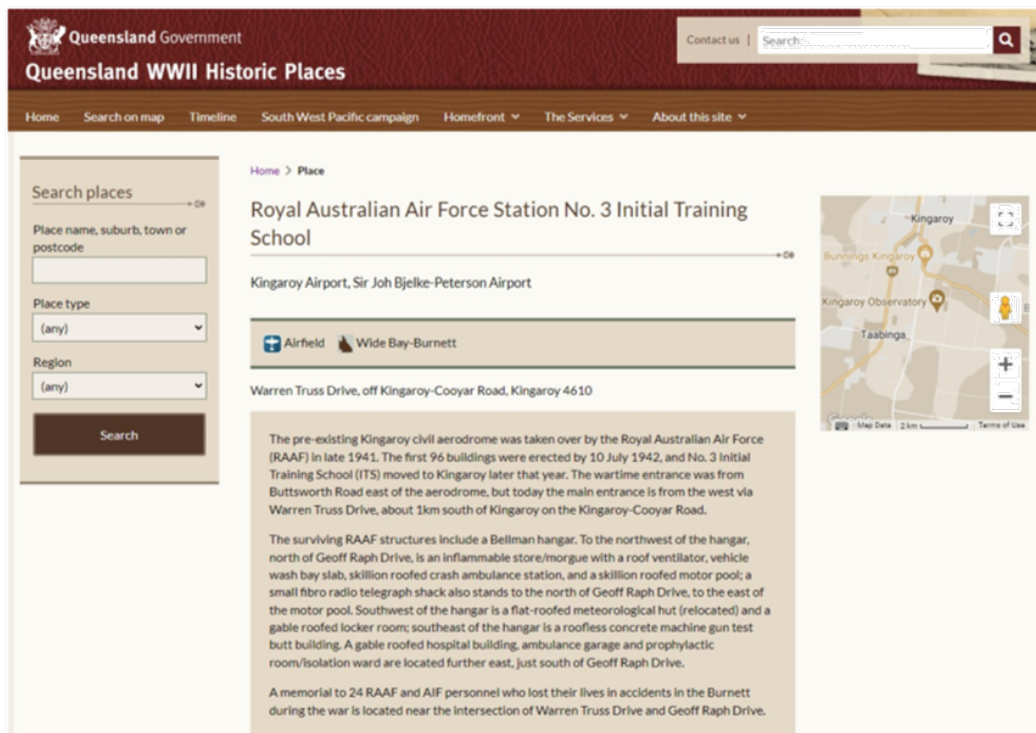 Queensland Government
Queensland WWII Historic Places
Contact us | Search:
Home Search on map Timeline South West Pacific campaign Homefront The Services About this site
Search places
Place name, suburb, town or
postcode
Place type
(any)
Region
(any)
Search
Home > Place
Royal Australian Air Force Station No. 3 Initial Training
School
Kingaroy Airport, Sir Joh Bjelke-Peterson Airport
Airfield Wide Bay-Burnett
Warren Truss Drive, off Kingaroy-Cooyar Road, Kingaroy 4610
The pre-existing Kingaroy civil aerodrome was taken over by the Royal Australian Air Force
(RAAF) in late 1941. The first 96 buildings were erected by 10 July 1942, and No. 3 Initial
Training School (ITS) moved to Kingaroy later that year. The wartime entrance was from
Buttsworth Road east of the aerodrome, but today the main entrance is from the west via
Warren Truss Drive, about 1km south of Kingaroy on the Kingaroy-Cooyar Road.
The surviving RAAF structures include a Bellman hangar. To the northwest of the hangar,
north of Geoff Raph Drive, is an inflammable store/morgue with a roof ventilator, vehicle
wash bay slab, skillion roofed crash ambulance station, and a skillion roofed motor pool; a
small fibro radio telegraph shack also stands to the north of Geoff Raph Drive, to the east of
the motor pool. Southwest of the hangar is a flat-roofed meteorological hut (relocated) and a
gable roofed locker room; southeast of the hangar is a roofless concrete machine gun test
butt building. A gable roofed hospital building, ambulance garage and prophylactic
room/isolation ward are located further east, just south of Geoff Raph Drive.
A memorial to 24 RAAF and AIF personnel who lost their lives in accidents in the Burnett
during the war is located near the intersection of Warren Truss Drive and Geoff Raph Drive.
Kingaroy
Bunnings Kingaroy
Kingaroy Observatory
Taabinga
Google
Map Data 2 km Terms of Use